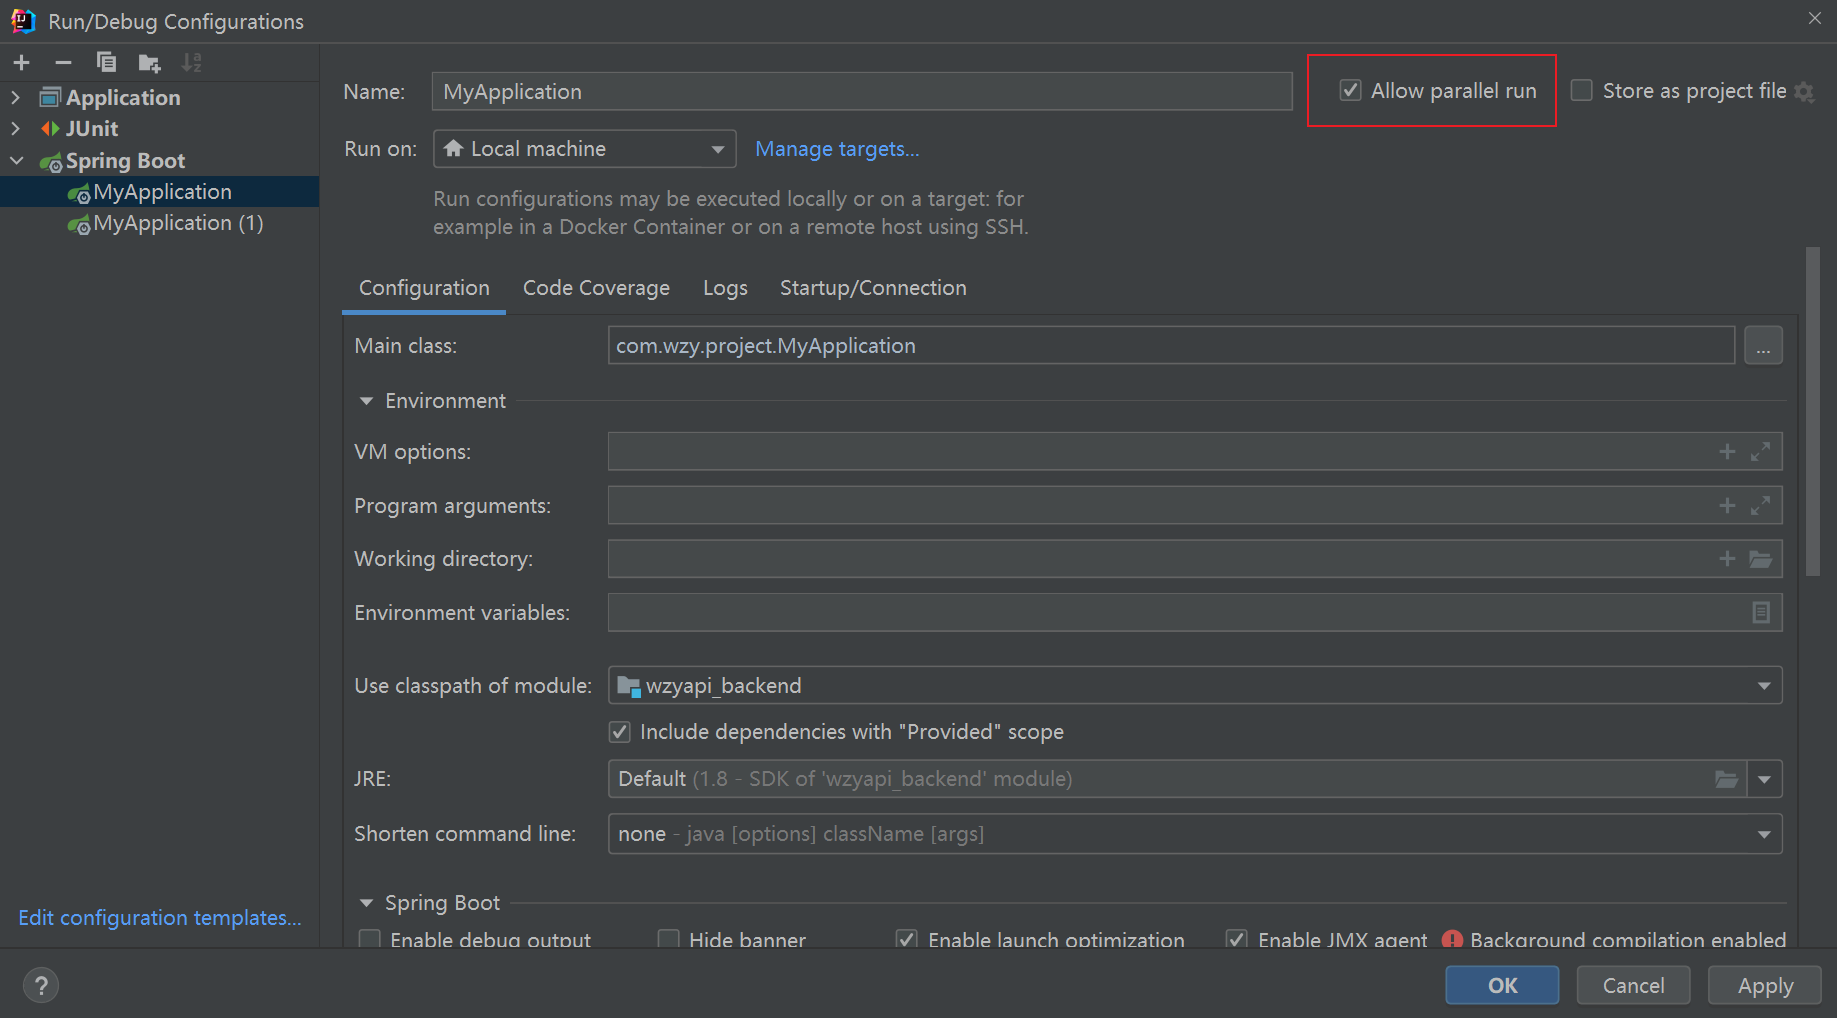 Run/Debug Configurations
Application
JUnit
Spring Boot
MyApplication
MyApplication (1)
Edit configuration templates...
Name: MyApplication
Allow parallel run
Store as project file
Run on: Local machine
Manage targets...
Run configurations may be executed locally or on a target: for
example in a Docker Container or on a remote host using SSH.
Configuration Code Coverage Logs Startup/Connection
Main class: com.wzy.project.MyApplication ...
Environment
VM options:
Program arguments:
Working directory:
Environment variables:
Use classpath of module: wzyapi_backend
Include dependencies with "Provided" scope
JRE: Default (1.8 - SDK of 'wzyapi_backend' module)
Shorten command line: none - java [options] className [args]
Spring Boot
Enable debug output Hide banner Enable launch optimization Enable JMX agent Background compilation enabled
? OK Cancel Apply